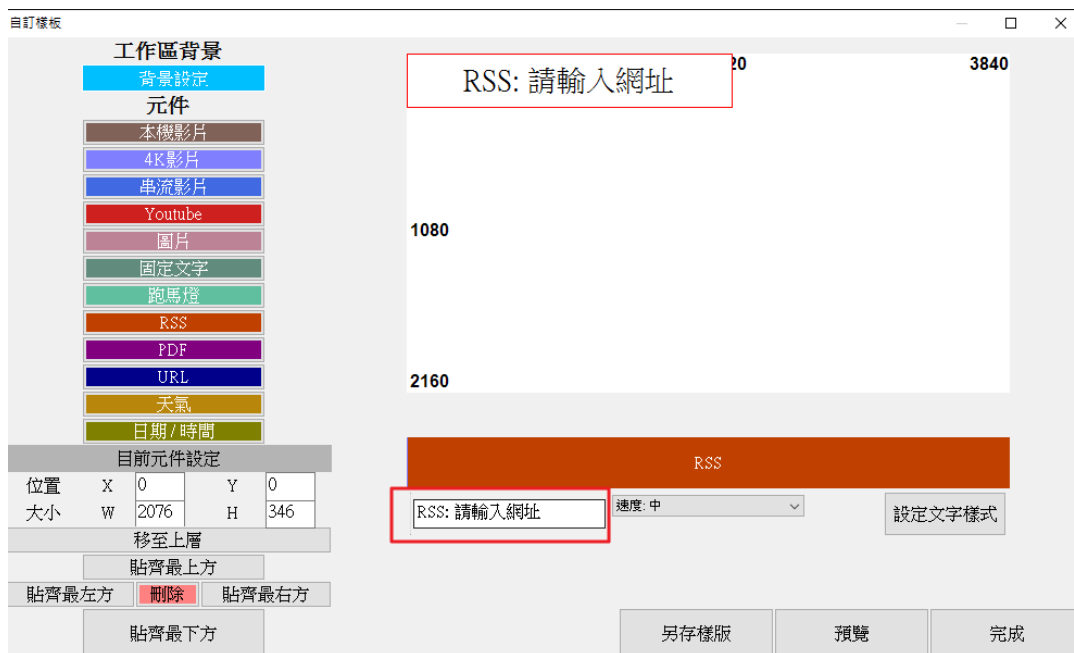 自訂樣板
工作區背景
背景設定
元件
本機影片
4K影片
串流影片
Youtube
圖片
固定文字
跑馬燈
RSS
PDF
URL
天氣
日期/時間
目前元件設定
位置 X 0 Y 0
大小 W 2076 H 346
移至上層
貼齊最上方
貼齊最左方 刪除 貼齊最右方
貼齊最下方
RSS: 請輸入網址
20 3840
1080
2160
RSS
RSS: 請輸入網址 速度: 中 設定文字樣式
另存樣版 預覽 完成